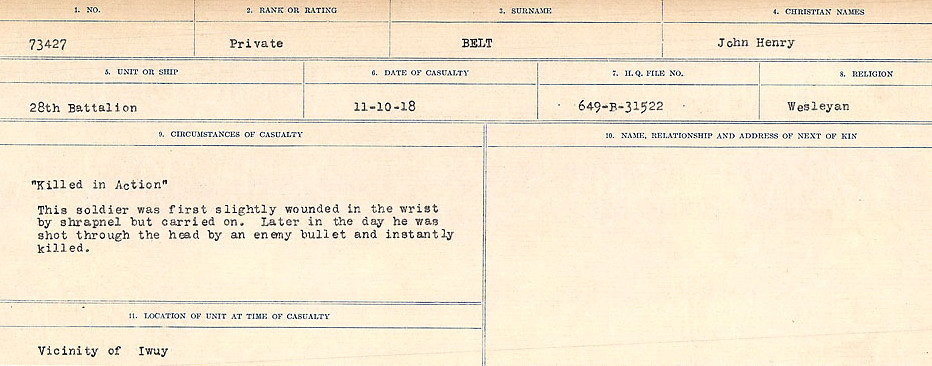 1. NO.
2. RANK OR RATING
3. SURNAME
4. CHRISTIAN NAMES
73427
Private
BELT
John Henry
5. UNIT OR SHIP
6. DATE OF CASUALTY
7. H.Q. FILE NO.
8. RELIGION
28th Battalion
11-10-18
649-B-31522
Wesleyan
9. CIRCUMSTANCES OF CASUALTY
10. NAME, RELATIONSHIP AND ADDRESS OF NEXT OF KIN
"Killed in Action"
This soldier was first slightly wounded in the wrist
by shrapnel but carried on. Later in the day he was
shot through the head by an enemy bullet and instantly
killed.
11. LOCATION OF UNIT AT TIME OF CASUALTY
Vicinity of Iwuy